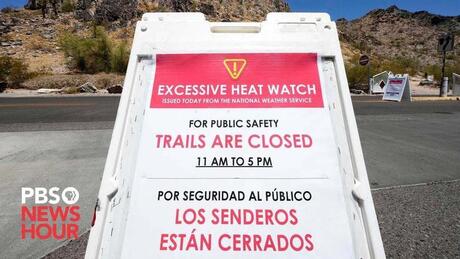 EXCESSIVE HEAT WATCH
ISSUED TODAY FROM THE NATIONAL WEATHER SERVICE
FOR PUBLIC SAFETY
TRAILS ARE CLOSED
11 AM TO 5 PM
POR SEGURIDAD AL PÚBLICO
LOS SENDEROS
ESTÁN CERRADOS
PBS
NEWS
HOUR